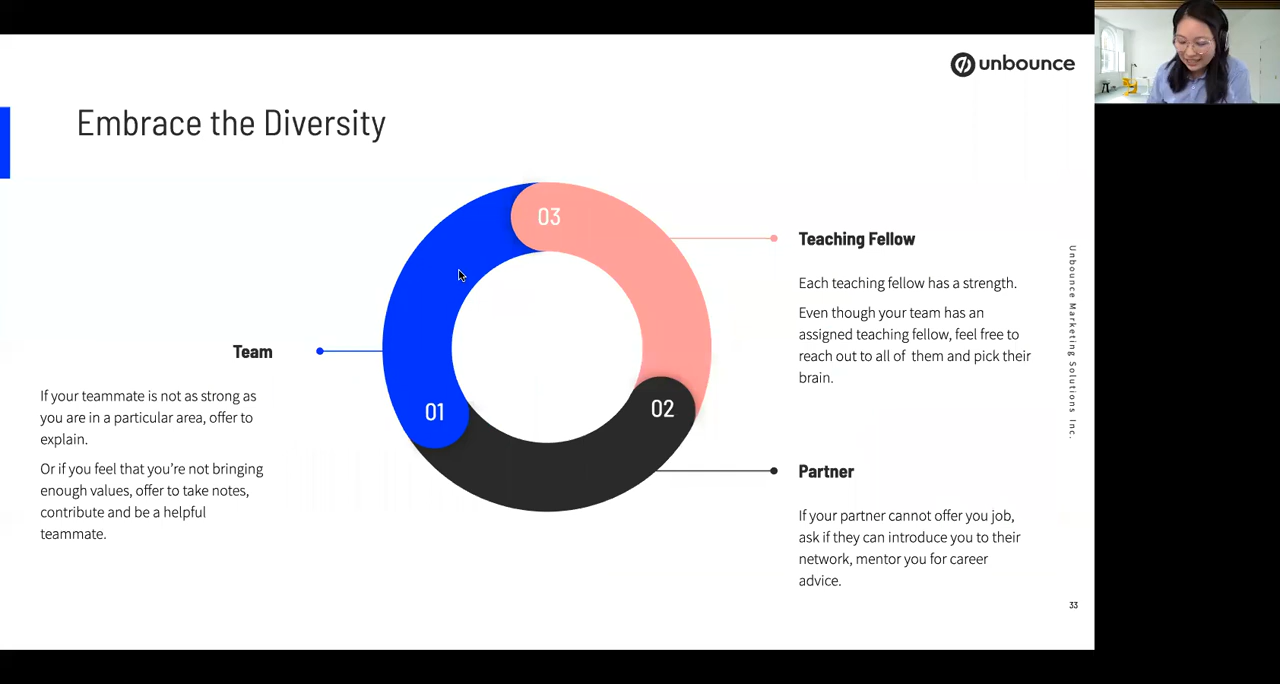 unbounce
Embrace the Diversity
03
Teaching Fellow
Each teaching fellow has a strength.
Even though your team has an
assigned teaching fellow, feel free to
reach out to all of them and pick their
brain.
Unbounce Marketing Solutions Inc.
Team
If your teammate is not as strong as
you are in a particular area, offer to
explain.
Or if you feel that you’re not bringing
enough values, offer to take notes,
contribute and be a helpful
teammate.
01
02
Partner
If your partner cannot offer you job,
ask if they can introduce you to their
network, mentor you for career
advice.
33